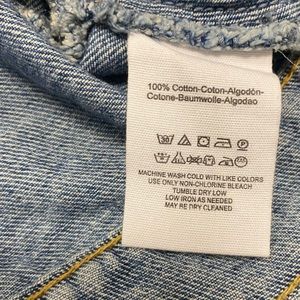 100% Cotton-Coton-Algodón-
Cotone-Baumwolle-Algodao
MACHINE WASH COLD WITH LIKE COLORS
USE ONLY NON-CHLORINE BLEACH
TUMBLE DRY LOW
LOW IRON AS NEEDED
MAY BE DRY CLEANED